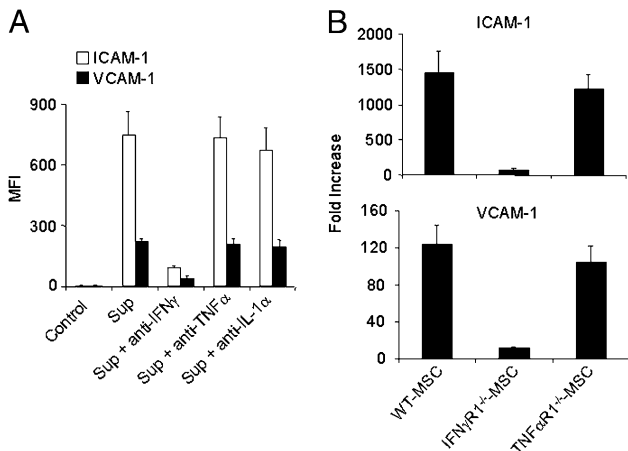 A
ICAM-1
VCAM-1
MFI
900
600
300
0
Control
Sup
Sup + anti-IFNγ
Sup + anti-TNFα
Sup + anti-IL-1α
B
Fold Increase
ICAM-1
2000
1500
1000
500
0
VCAM-1
160
120
80
40
0
WT-MSC
IFNγR1-/--MSC
TNFαR1-/--MSC